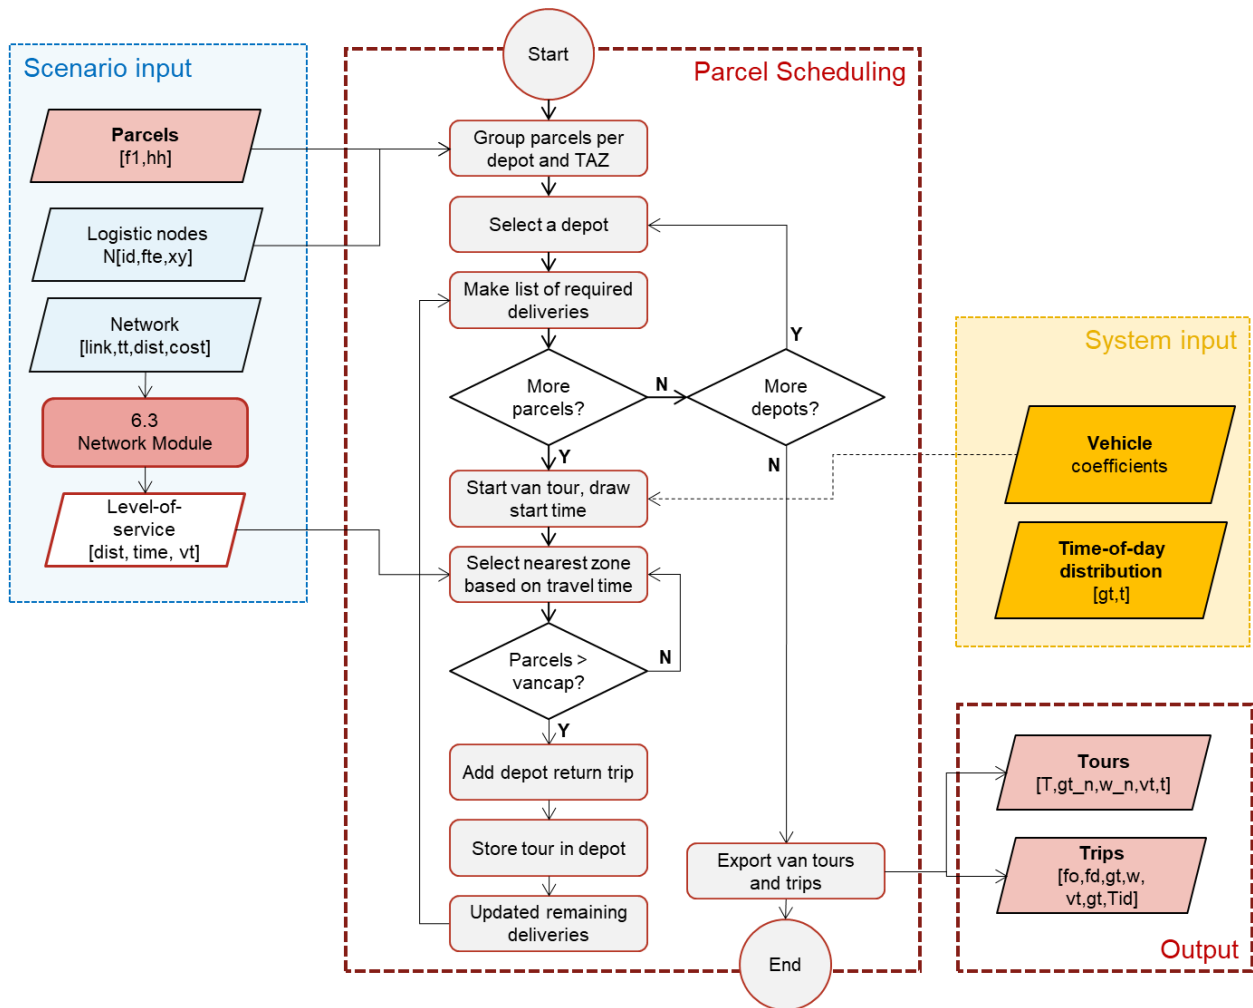 Scenario input
Parcels
[f1,hh]
Logistic nodes
N[id,fte,xy]
Network
[link,tt,dist,cost]
6.3
Network Module
Level-of-
service
[dist, time, vt]
Parcel Scheduling
Start
Group parcels per
depot and TAZ
Select a depot
Make list of required
deliveries
More
parcels?
N
More
depots?
Y
N
Y
Start van tour, draw
start time
Select nearest zone
based on travel time
Parcels >
vancap?
N
Y
Add depot return trip
Store tour in depot
Updated remaining
deliveries
Export van tours
and trips
End
System input
Vehicle
coefficients
Time-of-day
distribution
[gt,t]
Tours
[T,gt_n,w_n,vt,t]
Trips
[fo,fd,gt,w,
vt,gt,Tid]
Output